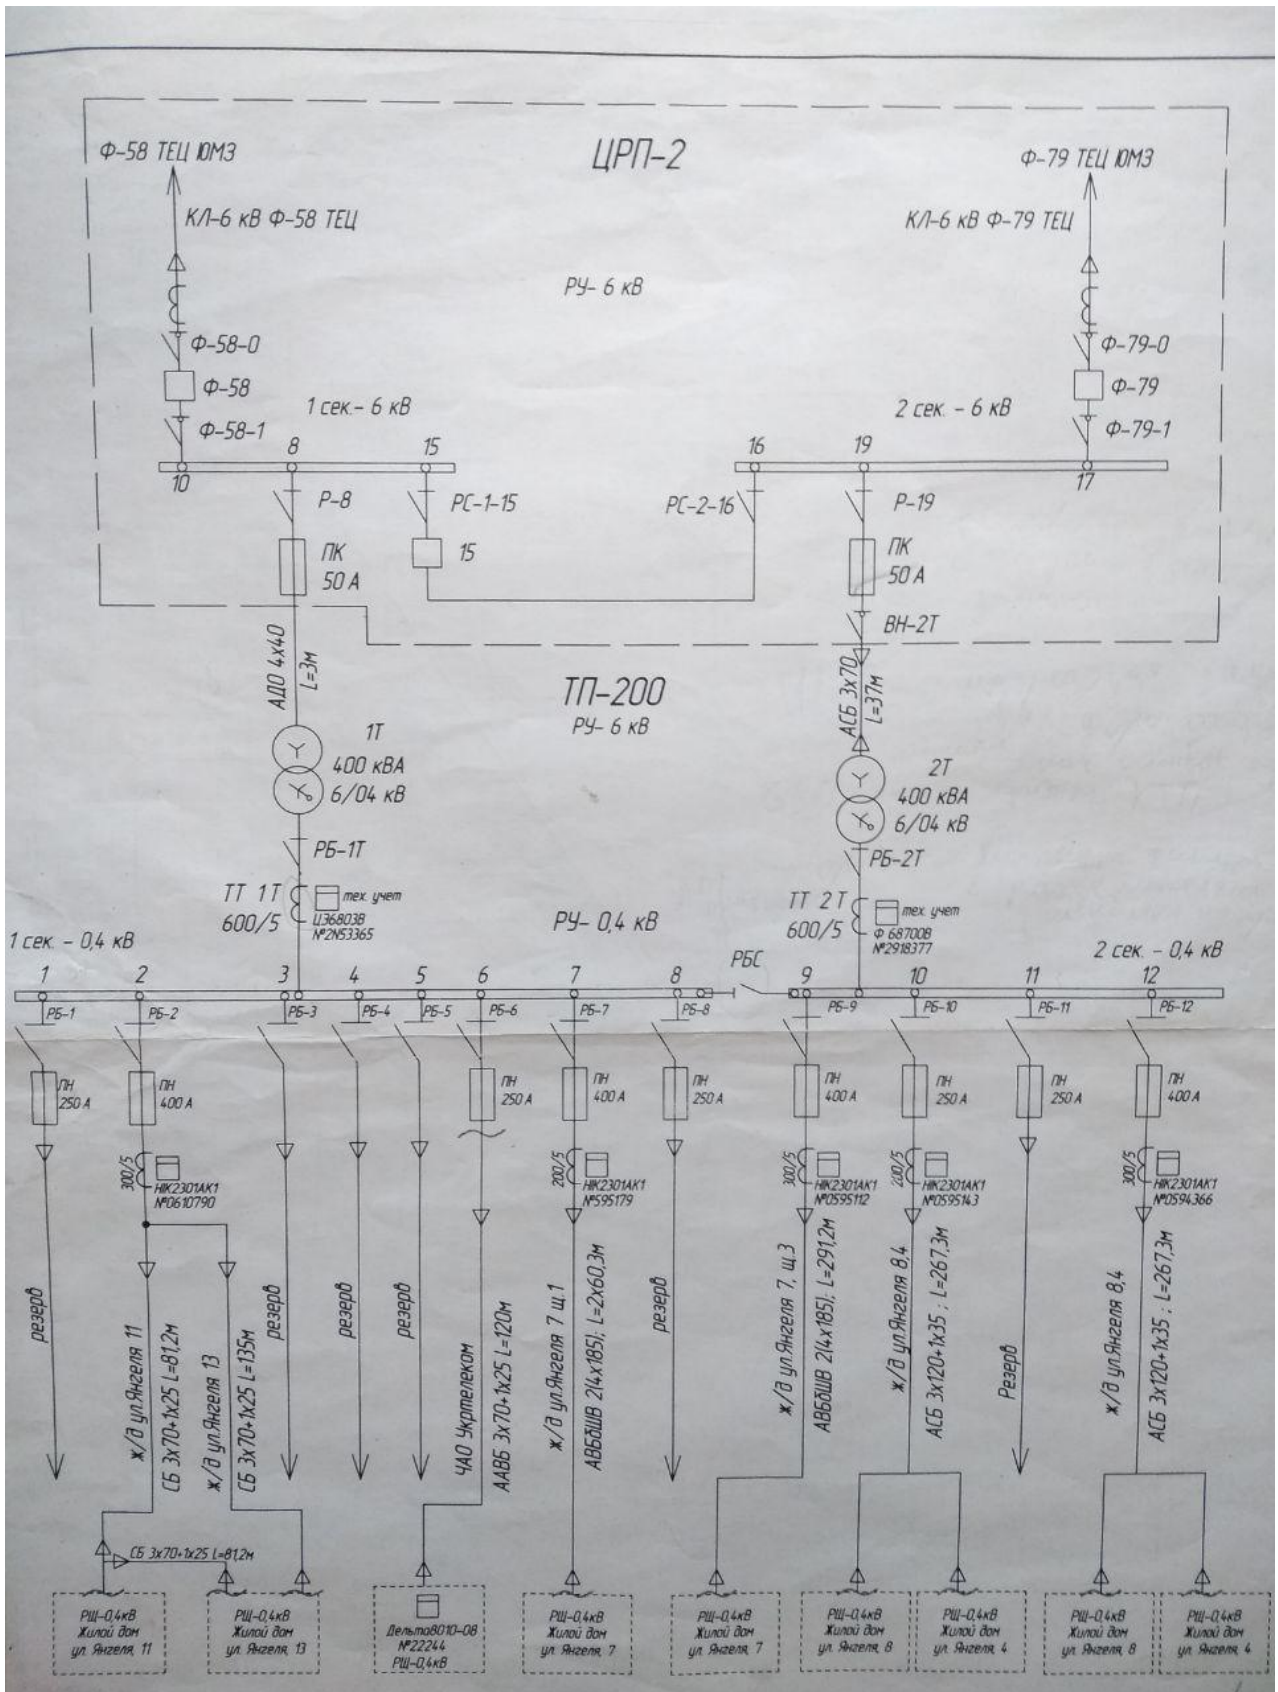 ЦРП-2
Ф-58 ТЕЦ ЮМЗ
Ф-79 ТЕЦ ЮМЗ
КЛ-6 кВ Ф-58 ТЕЦ
КЛ-6 кВ Ф-79 ТЕЦ
РУ- 6 кВ
Ф-58-0
Ф-79-0
Ф-58
Ф-79
1 сек.- 6 кВ
2 сек. - 6 кВ
Ф-58-1
Ф-79-1
8
15
16
19
10
17
Р-8
РС-1-15
РС-2-16
Р-19
ПК
50 А
15
ПК
50 А
ВН-2Т
АДО 4х40
L=3м
ТП-200
РУ- 6 кВ
АСБ 3х70
L=37м
1Т
400 кВА
6/04 кВ
2Т
400 кВА
6/04 кВ
РБ-1Т
РБ-2Т
ТТ 1Т
600/5
тех. учет
ЦЭ6803В
№2N53365
РУ- 0,4 кВ
ТТ 2Т
600/5
тех. учет
Ф 68700В
№2918377
1 сек. - 0,4 кВ
РБС
2 сек. - 0,4 кВ
1
2
3
4
5
6
7
8
9
10
11
12
РБ-1
РБ-2
РБ-3
РБ-4
РБ-5
РБ-6
РБ-7
РБ-8
РБ-9
РБ-10
РБ-11
РБ-12
ПН
250 А
ПН
400 А
ПН
250 А
ПН
400 А
ПН
250 А
ПН
400 А
ПН
250 А
ПН
250 А
ПН
400 А
300/5
НІК2301АК1
№0610790
200/5
НІК2301АК1
№595179
300/5
НІК2301АК1
№0595112
200/5
НІК2301АК1
№0595143
300/5
НІК2301АК1
№0594366
резерв
ж/д ул.Янгеля 11
СБ 3х70+1х25 L=81,2м
ж/д ул.Янгеля 13
СБ 3х70+1х25 L=135м
резерв
резерв
резерв
ЧАО Укртелеком
ААВБ 3х70+1х25 L=120м
ж/д ул.Янгеля 7 щ.1
АВБбШВ 2(4х185); L=2х60,3м
резерв
ж/д ул.Янгеля 7, щ.3
АВБбШВ 2(4х185); L=291,2м
ж/д ул.Янгеля 8,4
АСБ 3х120+1х35 ; L=267,3м
Резерв
ж/д ул.Янгеля 8,4
АСБ 3х120+1х35 ; L=267,3м
СБ 3х70+1х25 L=81,2м
РЩ-0,4кВ
Жилой дом
ул. Янгеля, 11
РЩ-0,4кВ
Жилой дом
ул. Янгеля, 13
Дельта8010-08
№22244
РЩ-0,4кВ
РЩ-0,4кВ
Жилой дом
ул. Янгеля, 7
РЩ-0,4кВ
Жилой дом
ул. Янгеля, 7
РЩ-0,4кВ
Жилой дом
ул. Янгеля, 8
РЩ-0,4кВ
Жилой дом
ул. Янгеля, 4
РЩ-0,4кВ
Жилой дом
ул. Янгеля, 8
РЩ-0,4кВ
Жилой дом
ул. Янгеля, 4